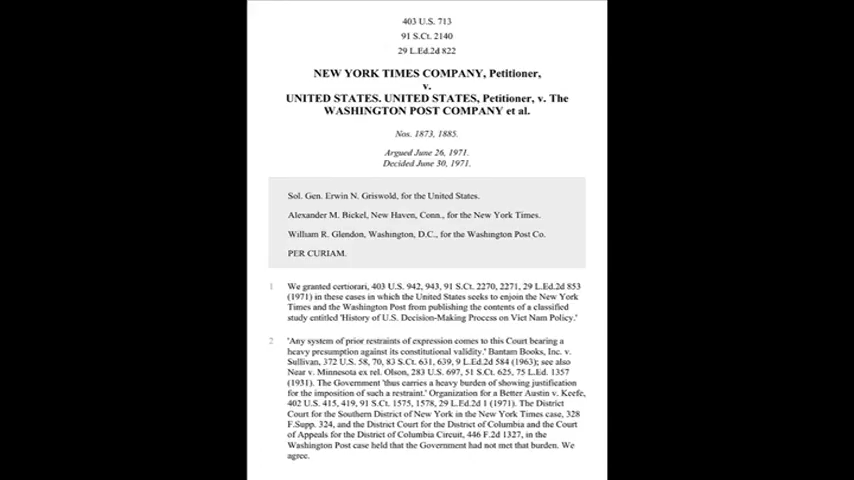 403 U.S. 713
91 S.Ct. 2140
29 L.Ed.2d 822
NEW YORK TIMES COMPANY, Petitioner,
v.
UNITED STATES. UNITED STATES, Petitioner, v. The
WASHINGTON POST COMPANY et al.
Nos. 1873, 1885.
Argued June 26, 1971.
Decided June 30, 1971.
Sol. Gen. Erwin N. Griswold, for the United States.
Alexander M. Bickel, New Haven, Conn., for the New York Times.
William R. Glendon, Washington, D.C., for the Washington Post Co.
PER CURIAM.
1 We granted certiorari, 403 U.S. 942, 943, 91 S.Ct. 2270, 2271, 29 L.Ed.2d 853
(1971) in these cases in which the United States seeks to enjoin the New York
Times and the Washington Post from publishing the contents of a classified
study entitled 'History of U.S. Decision-Making Process on Viet Nam Policy.'
2 'Any system of prior restraints of expression comes to this Court bearing a
heavy presumption against its constitutional validity.' Bantam Books, Inc. v.
Sullivan, 372 U.S. 58, 70, 83 S.Ct. 631, 639, 9 L.Ed.2d 584 (1963); see also
Near v. Minnesota ex rel. Olson, 283 U.S. 697, 51 S.Ct. 625, 75 L.Ed. 1357
(1931). The Government 'thus carries a heavy burden of showing justification
for the imposition of such a restraint.' Organization for a Better Austin v. Keefe,
402 U.S. 415, 419, 91 S.Ct. 1575, 1578, 29 L.Ed.2d 1 (1971). The District
Court for the Southern District of New York in the New York Times case, 328
F.Supp. 324, and the District Court for the District of Columbia and the Court
of Appeals for the District of Columbia Circuit, 446 F.2d 1327, in the
Washington Post case held that the Government had not met that burden. We
agree.